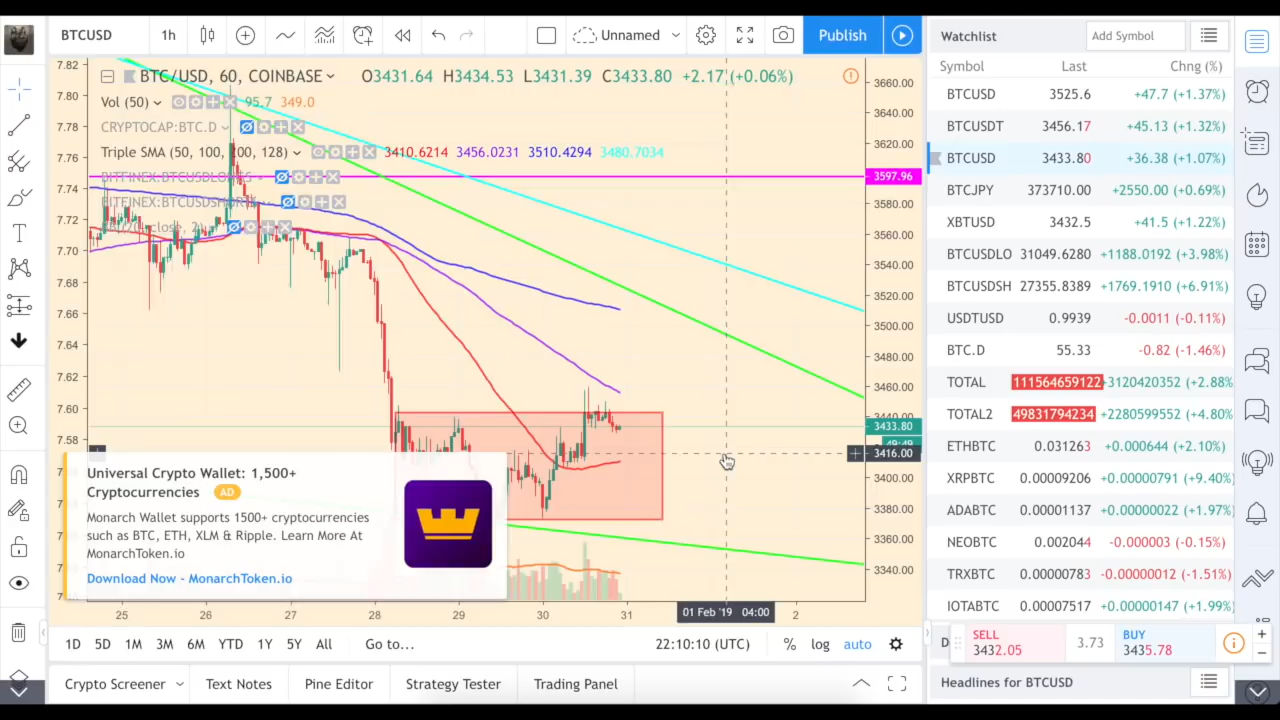 BTCUSD 1h Unnamed Publish
BTC/USD, 60, COINBASE O3431.64 H3434.53 L3431.39 C3433.80 +2.17 (+0.06%)
Vol (50) 95.7 349.0
CRYPTOCAP:BTC.D
Triple SMA (50, 100, 200, 128) 3410.6214 3456.0231 3510.4294 3480.7034
7.82
7.80
7.78
7.76
7.74
7.72
7.70
7.68
7.66
7.64
7.62
7.60
7.58
3660.00
3640.00
3620.00
3597.96
3580.00
3560.00
3540.00
3520.00
3500.00
3480.00
3460.00
3440.00
3433.80
49:49
3416.00
3400.00
3380.00
3360.00
3340.00
Universal Crypto Wallet: 1,500+
Cryptocurrencies AD
Monarch Wallet supports 1500+ cryptocurrencies
such as BTC, ETH, XLM & Ripple. Learn More At
MonarchToken.io
Download Now - MonarchToken.io
25 26 27 28 29 30 31 01 Feb '19 04:00 2
1D 5D 1M 3M 6M YTD 1Y 5Y All Go to... 22:10:10 (UTC) % log auto
Crypto Screener Text Notes Pine Editor Strategy Tester Trading Panel
Watchlist Add Symbol
Symbol Last Chng (%)
BTCUSD 3525.6 +47.7 (+1.37%)
BTCUSDT 3456.17 +45.13 (+1.32%)
BTCUSD 3433.80 +36.38 (+1.07%)
BTCJPY 373710.00 +2550.00 (+0.69%)
XBTUSD 3432.5 +41.5 (+1.22%)
BTCUSDLO 31049.6280 +1188.0192 (+3.98%)
BTCUSDSH 27355.8389 +1769.1910 (+6.91%)
USDTUSD 0.9939 -0.0011 (-0.11%)
BTC.D 55.33 -0.82 (-1.46%)
TOTAL 111564659122 +3120420352 (+2.88%
TOTAL2 49831794234 +2280599552 (+4.80%
ETHBTC 0.031263 +0.000644 (+2.10%)
XRPBTC 0.00009206 +0.00000791 (+9.40%)
ADABTC 0.00001137 +0.00000022 (+1.97%)
NEOBTC 0.002044 -0.000003 (-0.15%)
TRXBTC 0.00000783 -0.00000012 (-1.51%)
IOTABTC 0.00007517 +0.00000147 (+1.99%)
D SELL 3.73 BUY
3432.05 3435.78
Headlines for BTCUSD